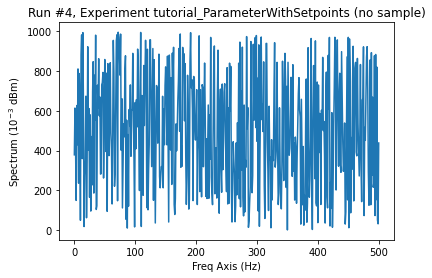 Run #4, Experiment tutorial_ParameterWithSetpoints (no sample)
1000
800
600
400
200
0
Spectrum (10⁻³ dBm)
0 100 200 300 400 500
Freq Axis (Hz)